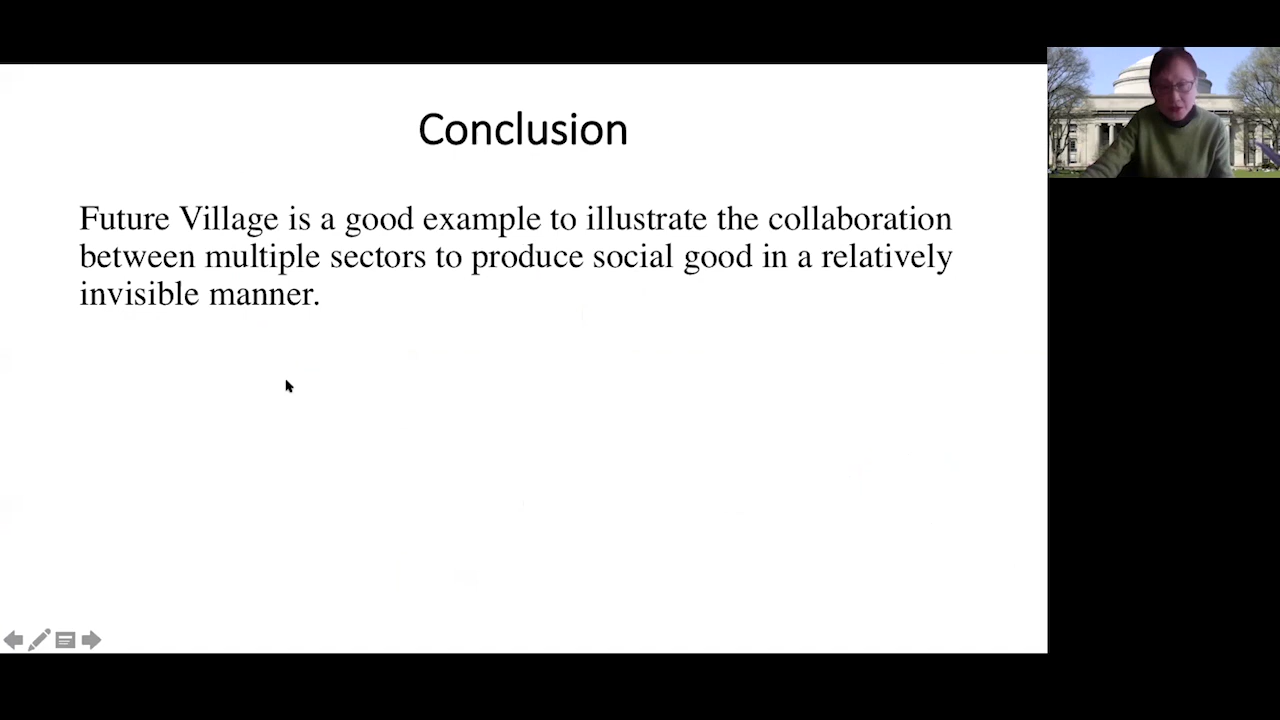 Conclusion
Future Village is a good example to illustrate the collaboration
between multiple sectors to produce social good in a relatively
invisible manner.